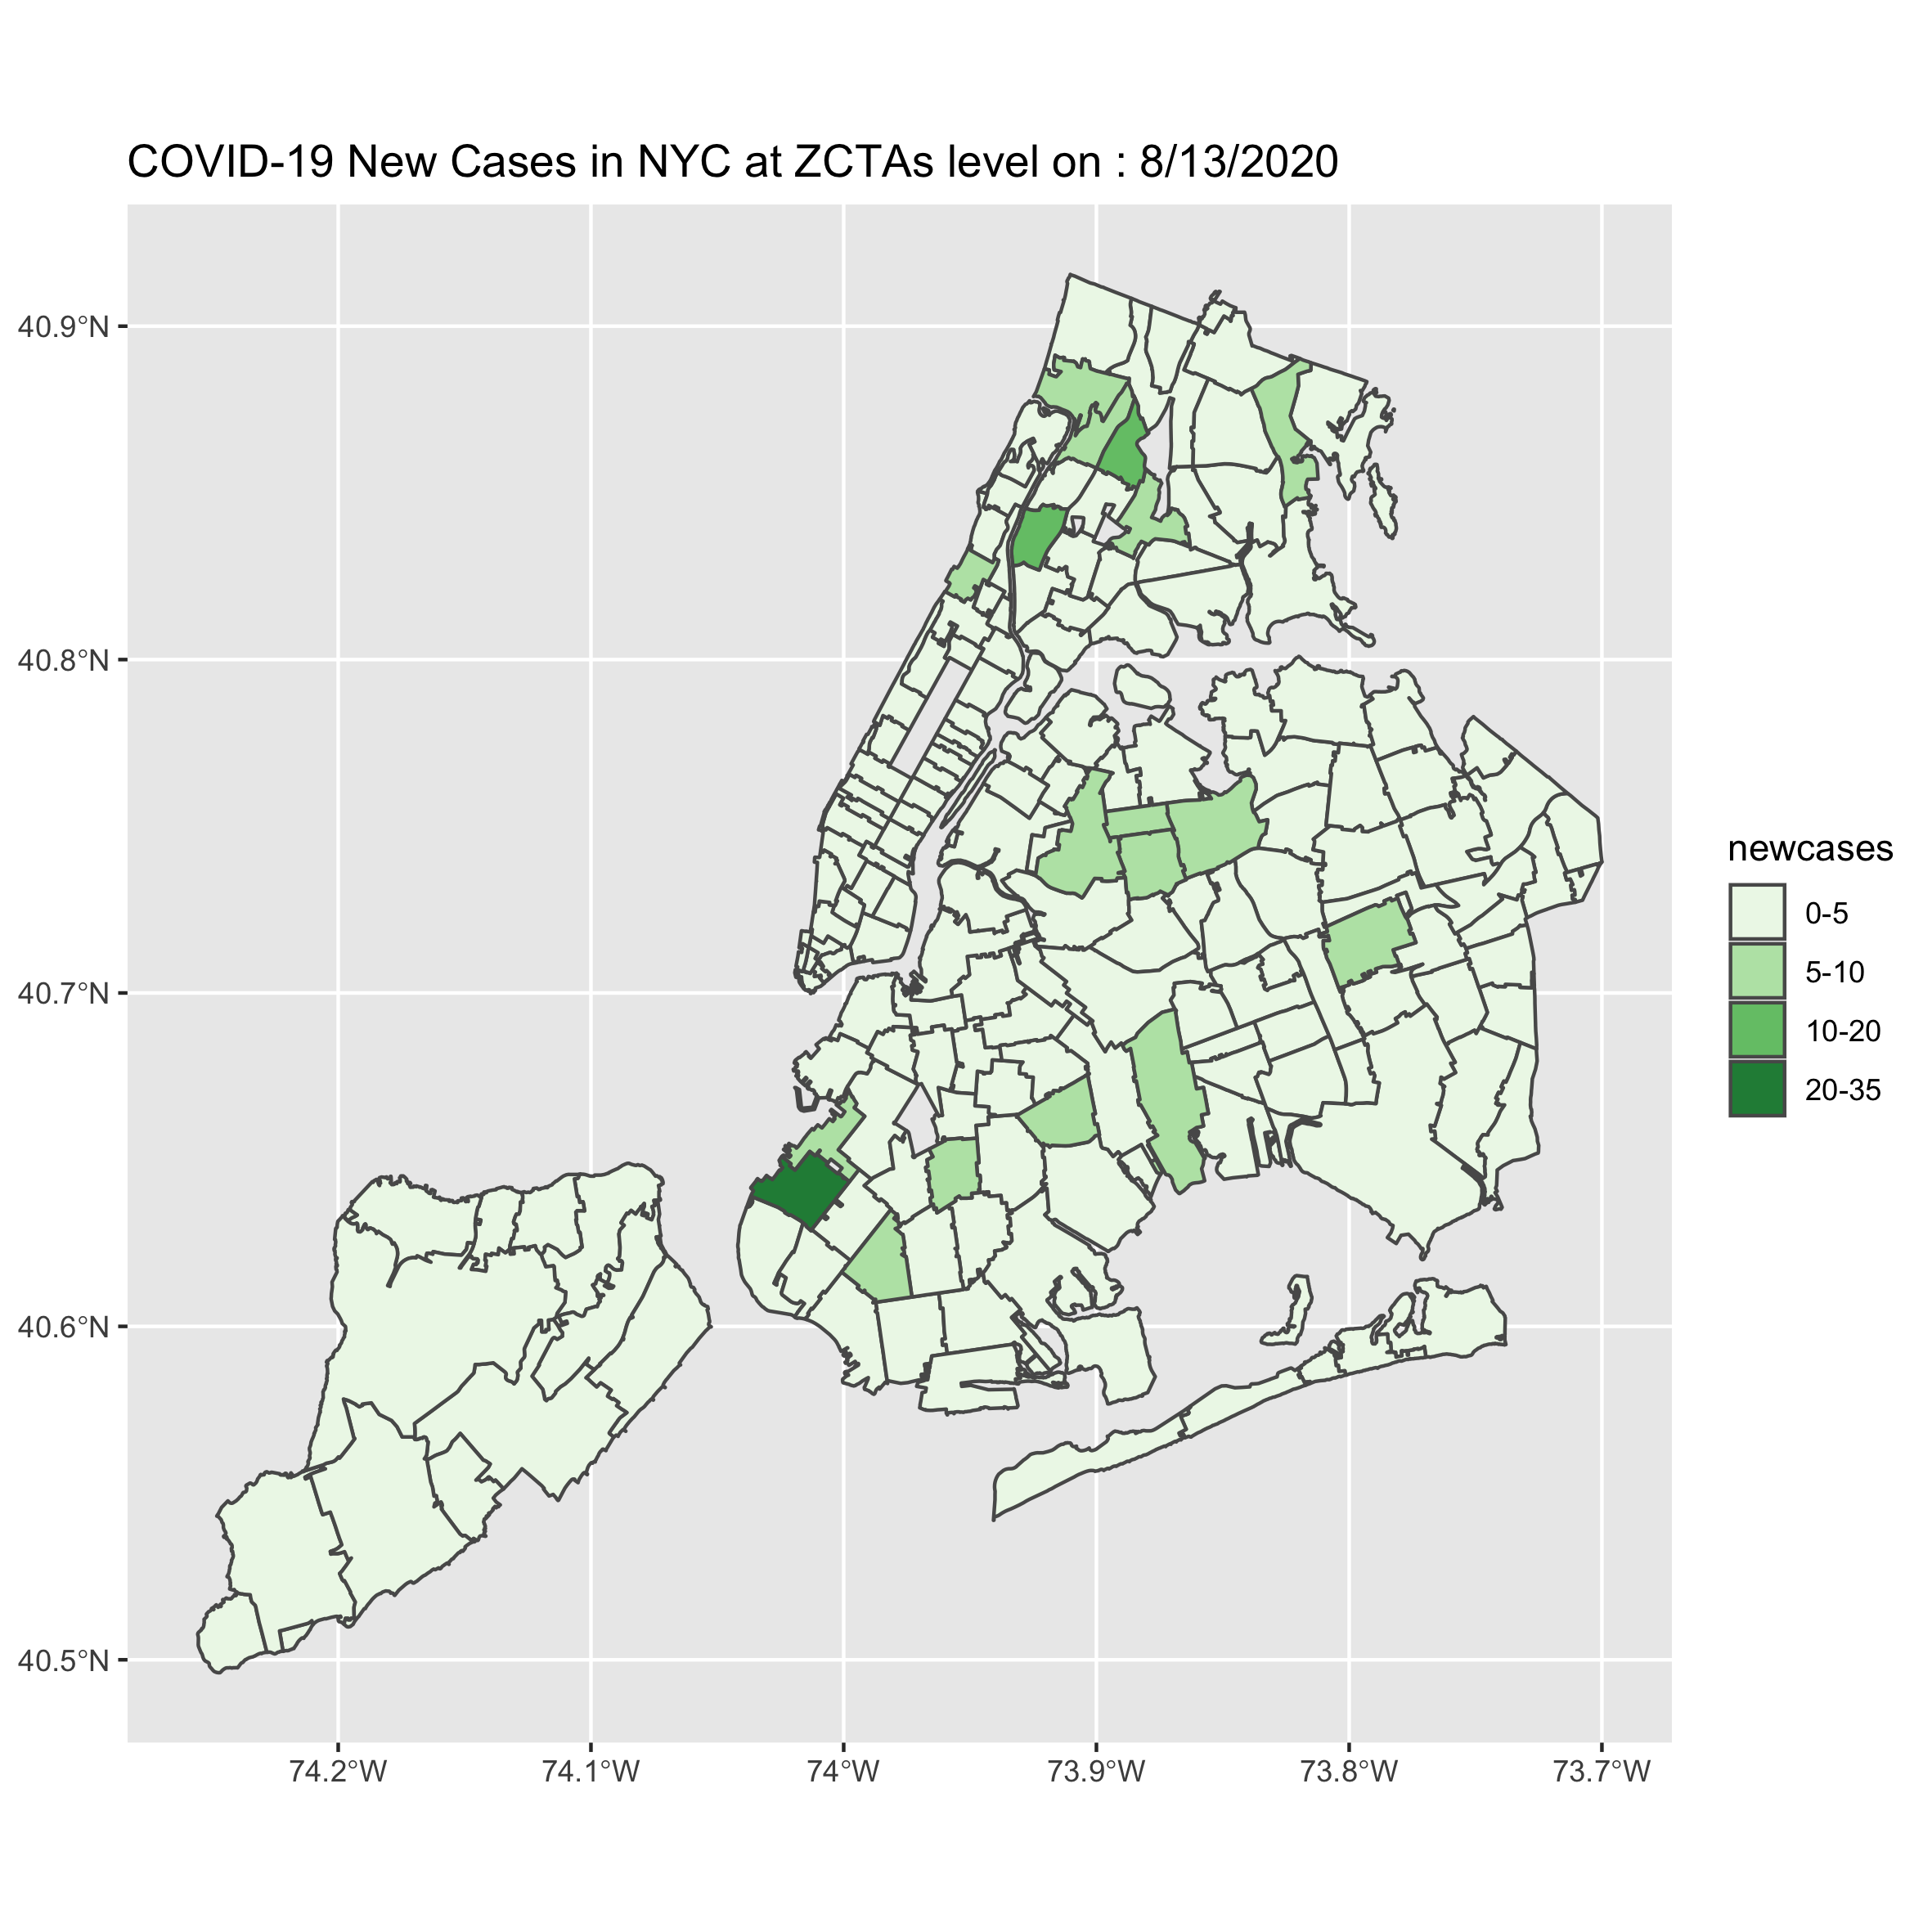 COVID-19 New Cases in NYC at ZCTAs level on : 8/13/2020
40.9°N
40.8°N
40.7°N
40.6°N
40.5°N
74.2°W
74.1°W
74°W
73.9°W
73.8°W
73.7°W
newcases
0-5
5-10
10-20
20-35